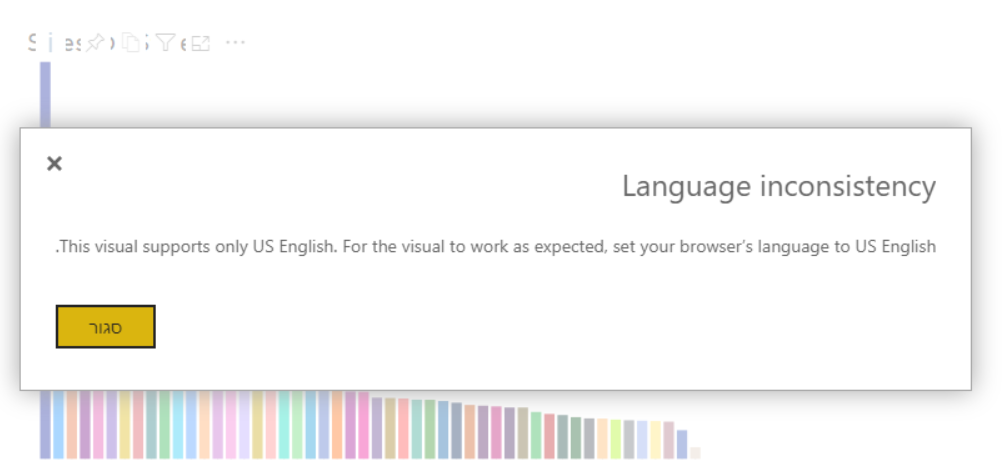 Language inconsistency
.This visual supports only US English. For the visual to work as expected, set your browser's language to US English
סגור